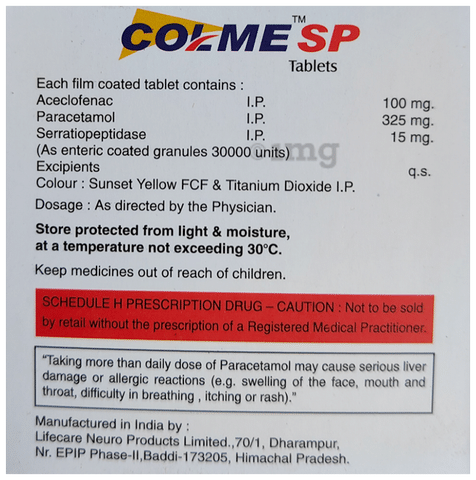 COLME SP™
Tablets
Each film coated tablet contains :
Aceclofenac I.P. 100 mg.
Paracetamol I.P. 325 mg.
Serratiopeptidase I.P. 15 mg.
(As enteric coated granules 30000 units)
1mg
Excipients q.s.
Colour : Sunset Yellow FCF & Titanium Dioxide I.P.
Dosage : As directed by the Physician.
Store protected from light & moisture,
at a temperature not exceeding 30°C.
Keep medicines out of reach of children.
SCHEDULE H PRESCRIPTION DRUG – CAUTION : Not to be sold
by retail without the prescription of a Registered Medical Practitioner.
"Taking more than daily dose of Paracetamol may cause serious liver
damage or allergic reactions (e.g. swelling of the face, mouth and
throat, difficulty in breathing , itching or rash)."
Manufactured in India by :
Lifecare Neuro Products Limited.,70/1, Dharampur,
Nr. EPIP Phase-II,Baddi-173205, Himachal Pradesh.